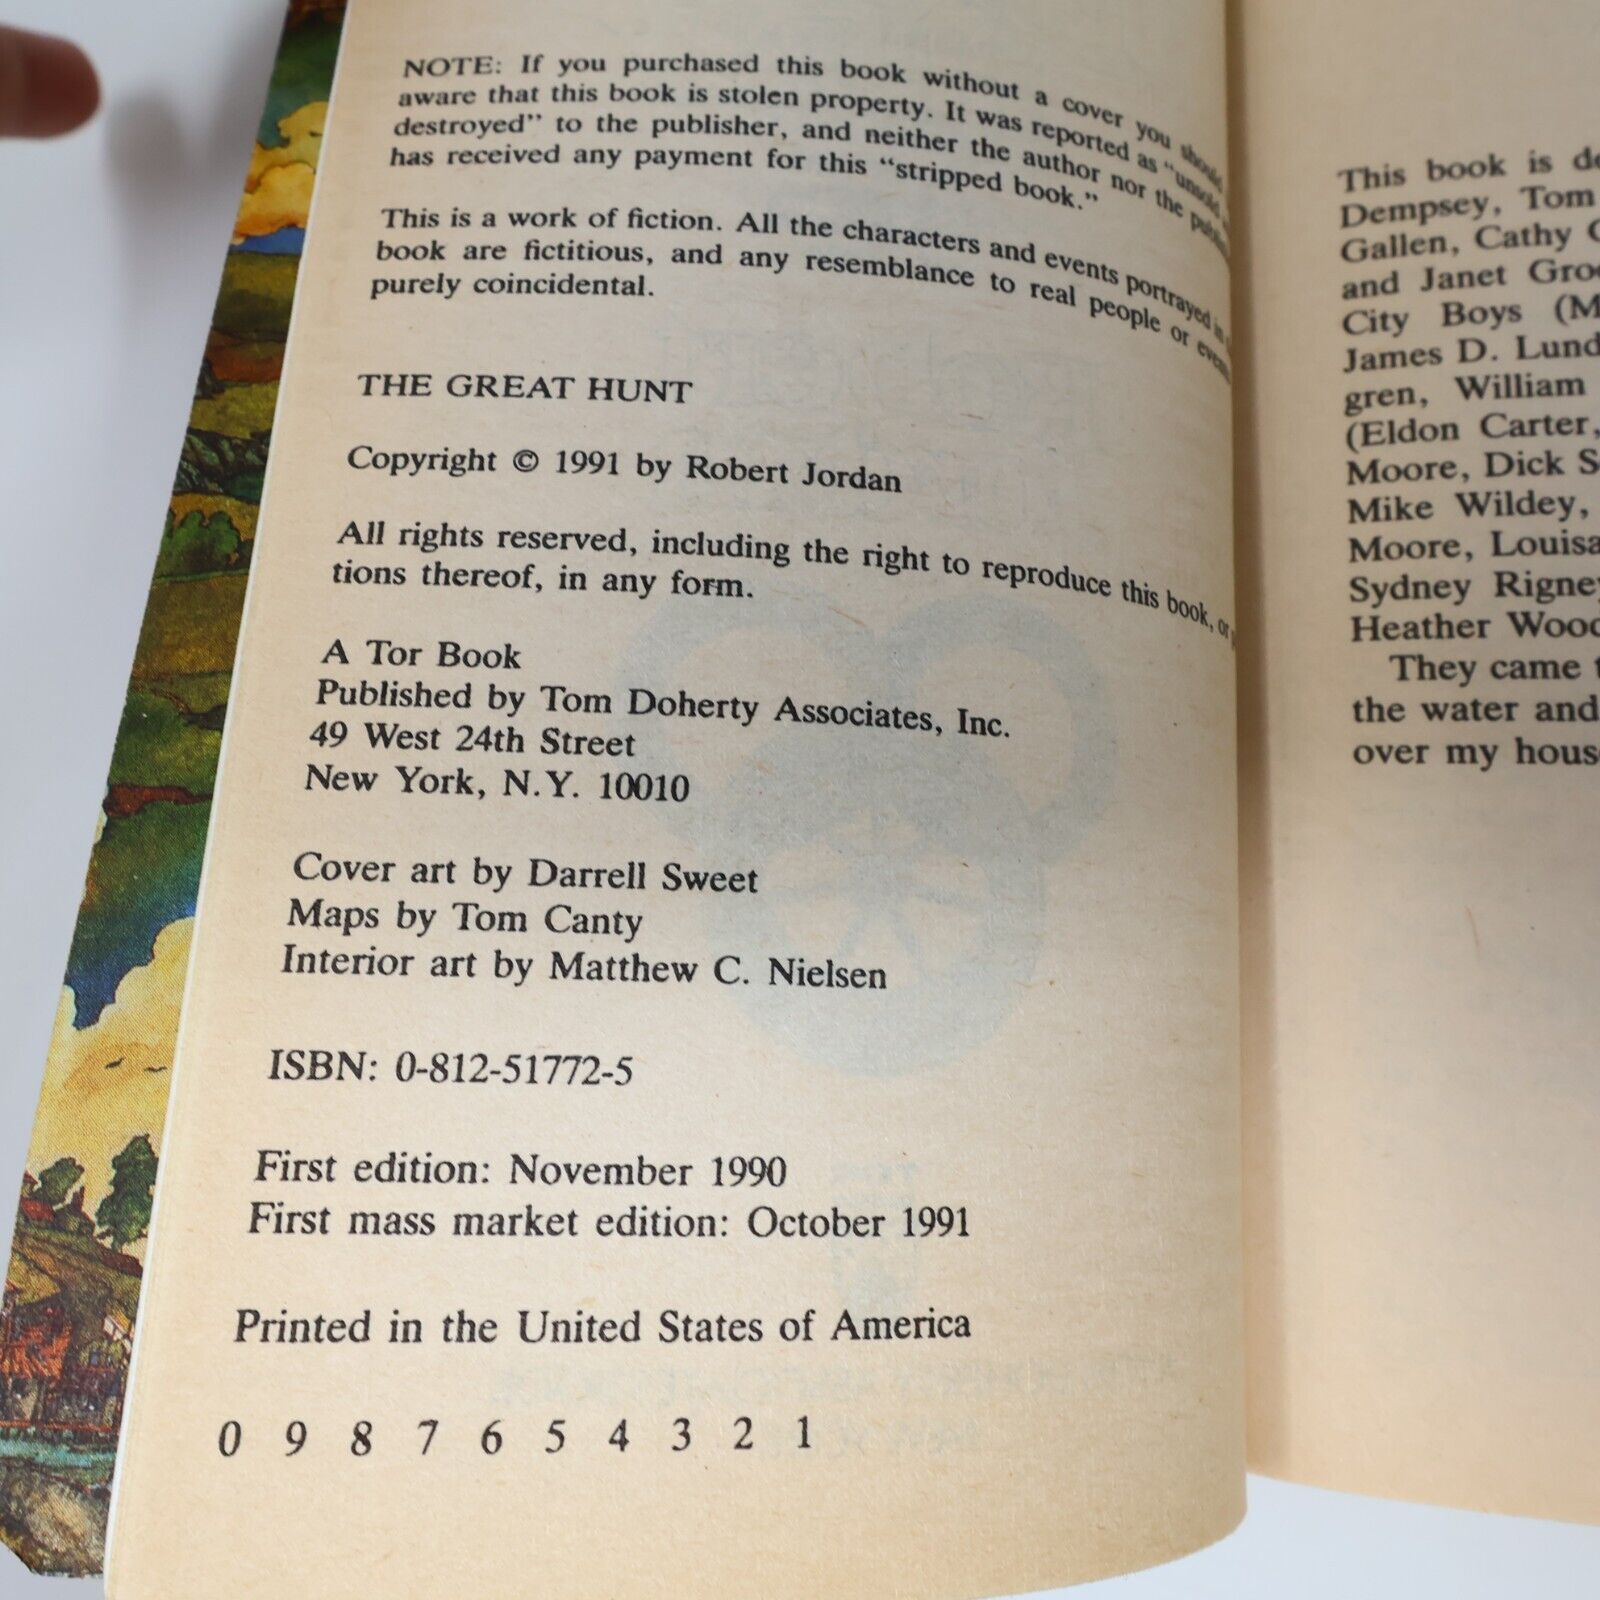 NOTE: If you purchased this book without a cover you should
aware that this book is stolen property. It was reported as "unsold
destroyed" to the publisher, and neither the author nor the
has received any payment for this "stripped book."
This is a work of fiction. All the characters and events portrayed in
book are fictitious, and any resemblance to real people or
purely coincidental.
THE GREAT HUNT
Copyright © 1991 by Robert Jordan
All rights reserved, including the right to reproduce this book, or
tions thereof, in any form.
A Tor Book
Published by Tom Doherty Associates, Inc.
49 West 24th Street
New York, N.Y. 10010
Cover art by Darrell Sweet
Maps by Tom Canty
Interior art by Matthew C. Nielsen
ISBN: 0-812-51772-5
First edition: November 1990
First mass market edition: October 1991
Printed in the United States of America
0 9 8 7 6 5 4 3 2 1
This book is
Dempsey, Tom
Gallen, Cathy
and Janet
City Boys
James D.
gren, William
(Eldon Carter,
Moore, Dick
Mike Wildey,
Moore, Louisa
Sydney
Heather
They came
the water and
over my